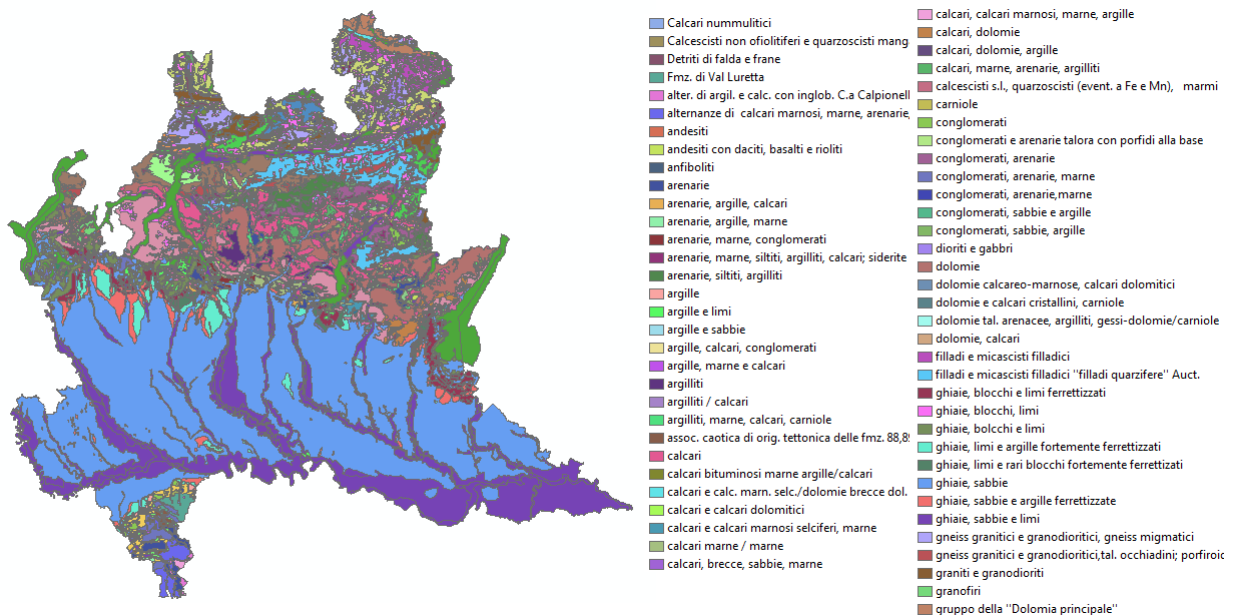 Calcari nummulitici
Calcescisti non ofiolitiferi e quarzoscisti mang
Detriti di falda e frane
Fmz. di Val Luretta
alter. di argil. e calc. con inglob. C.a Calpionell
alternanze di calcari marnosi, marne, arenarie,
andesiti
andesiti con daciti, basalti e rioliti
anfiboliti
arenarie
arenarie, argille, calcari
arenarie, argille, marne
arenarie, marne, conglomerati
arenarie, marne, siltiti, argilliti, calcari; siderite
arenarie, siltiti, argilliti
argille
argille e limi
argille e sabbie
argille, calcari, conglomerati
argille, marne e calcari
argilliti
argilliti / calcari
argilliti, marne, calcari, carniole
assoc. caotica di orig. tettonica delle fmz. 88,8
calcari
calcari bituminosi marne argille/calcari
calcari e calc. marn. selc./dolomie brecce dol.
calcari e calcari dolomitici
calcari e calcari marnosi selciferi, marne
calcari marne / marne
calcari, brecce, sabbie, marne
calcari, calcari marnosi, marne, argille
calcari, dolomie
calcari, dolomie, argille
calcari, marne, arenarie, argilliti
calcescisti s.l., quarzoscisti (event. a Fe e Mn), marmi
carniole
conglomerati
conglomerati e arenarie talora con porfidi alla base
conglomerati, arenarie
conglomerati, arenarie, marne
conglomerati, arenarie,marne
conglomerati, sabbie e argille
conglomerati, sabbie, argille
dioriti e gabbri
dolomie
dolomie calcareo-marnose, calcari dolomitici
dolomie e calcari cristallini, carniole
dolomie tal. arenacee, argilliti, gessi-dolomie/carniole
dolomie, calcari
filladi e micascisti filladici
filladi e micascisti filladici "filladi quarzifere" Auct.
ghiaie, blocchi e limi ferrettizzati
ghiaie, blocchi, limi
ghiaie, bolcchi e limi
ghiaie, limi e argille fortemente ferrettizzati
ghiaie, limi e rari blocchi fortemente ferrettizzati
ghiaie, sabbie
ghiaie, sabbie e argille ferrettizzate
ghiaie, sabbie e limi
gneiss granitici e granodioritici, gneiss migmatici
gneiss granitici e granodioritici,tal. occhiadini; porfiroic
graniti e granodioriti
granofiri
gruppo della "Dolomia principale"